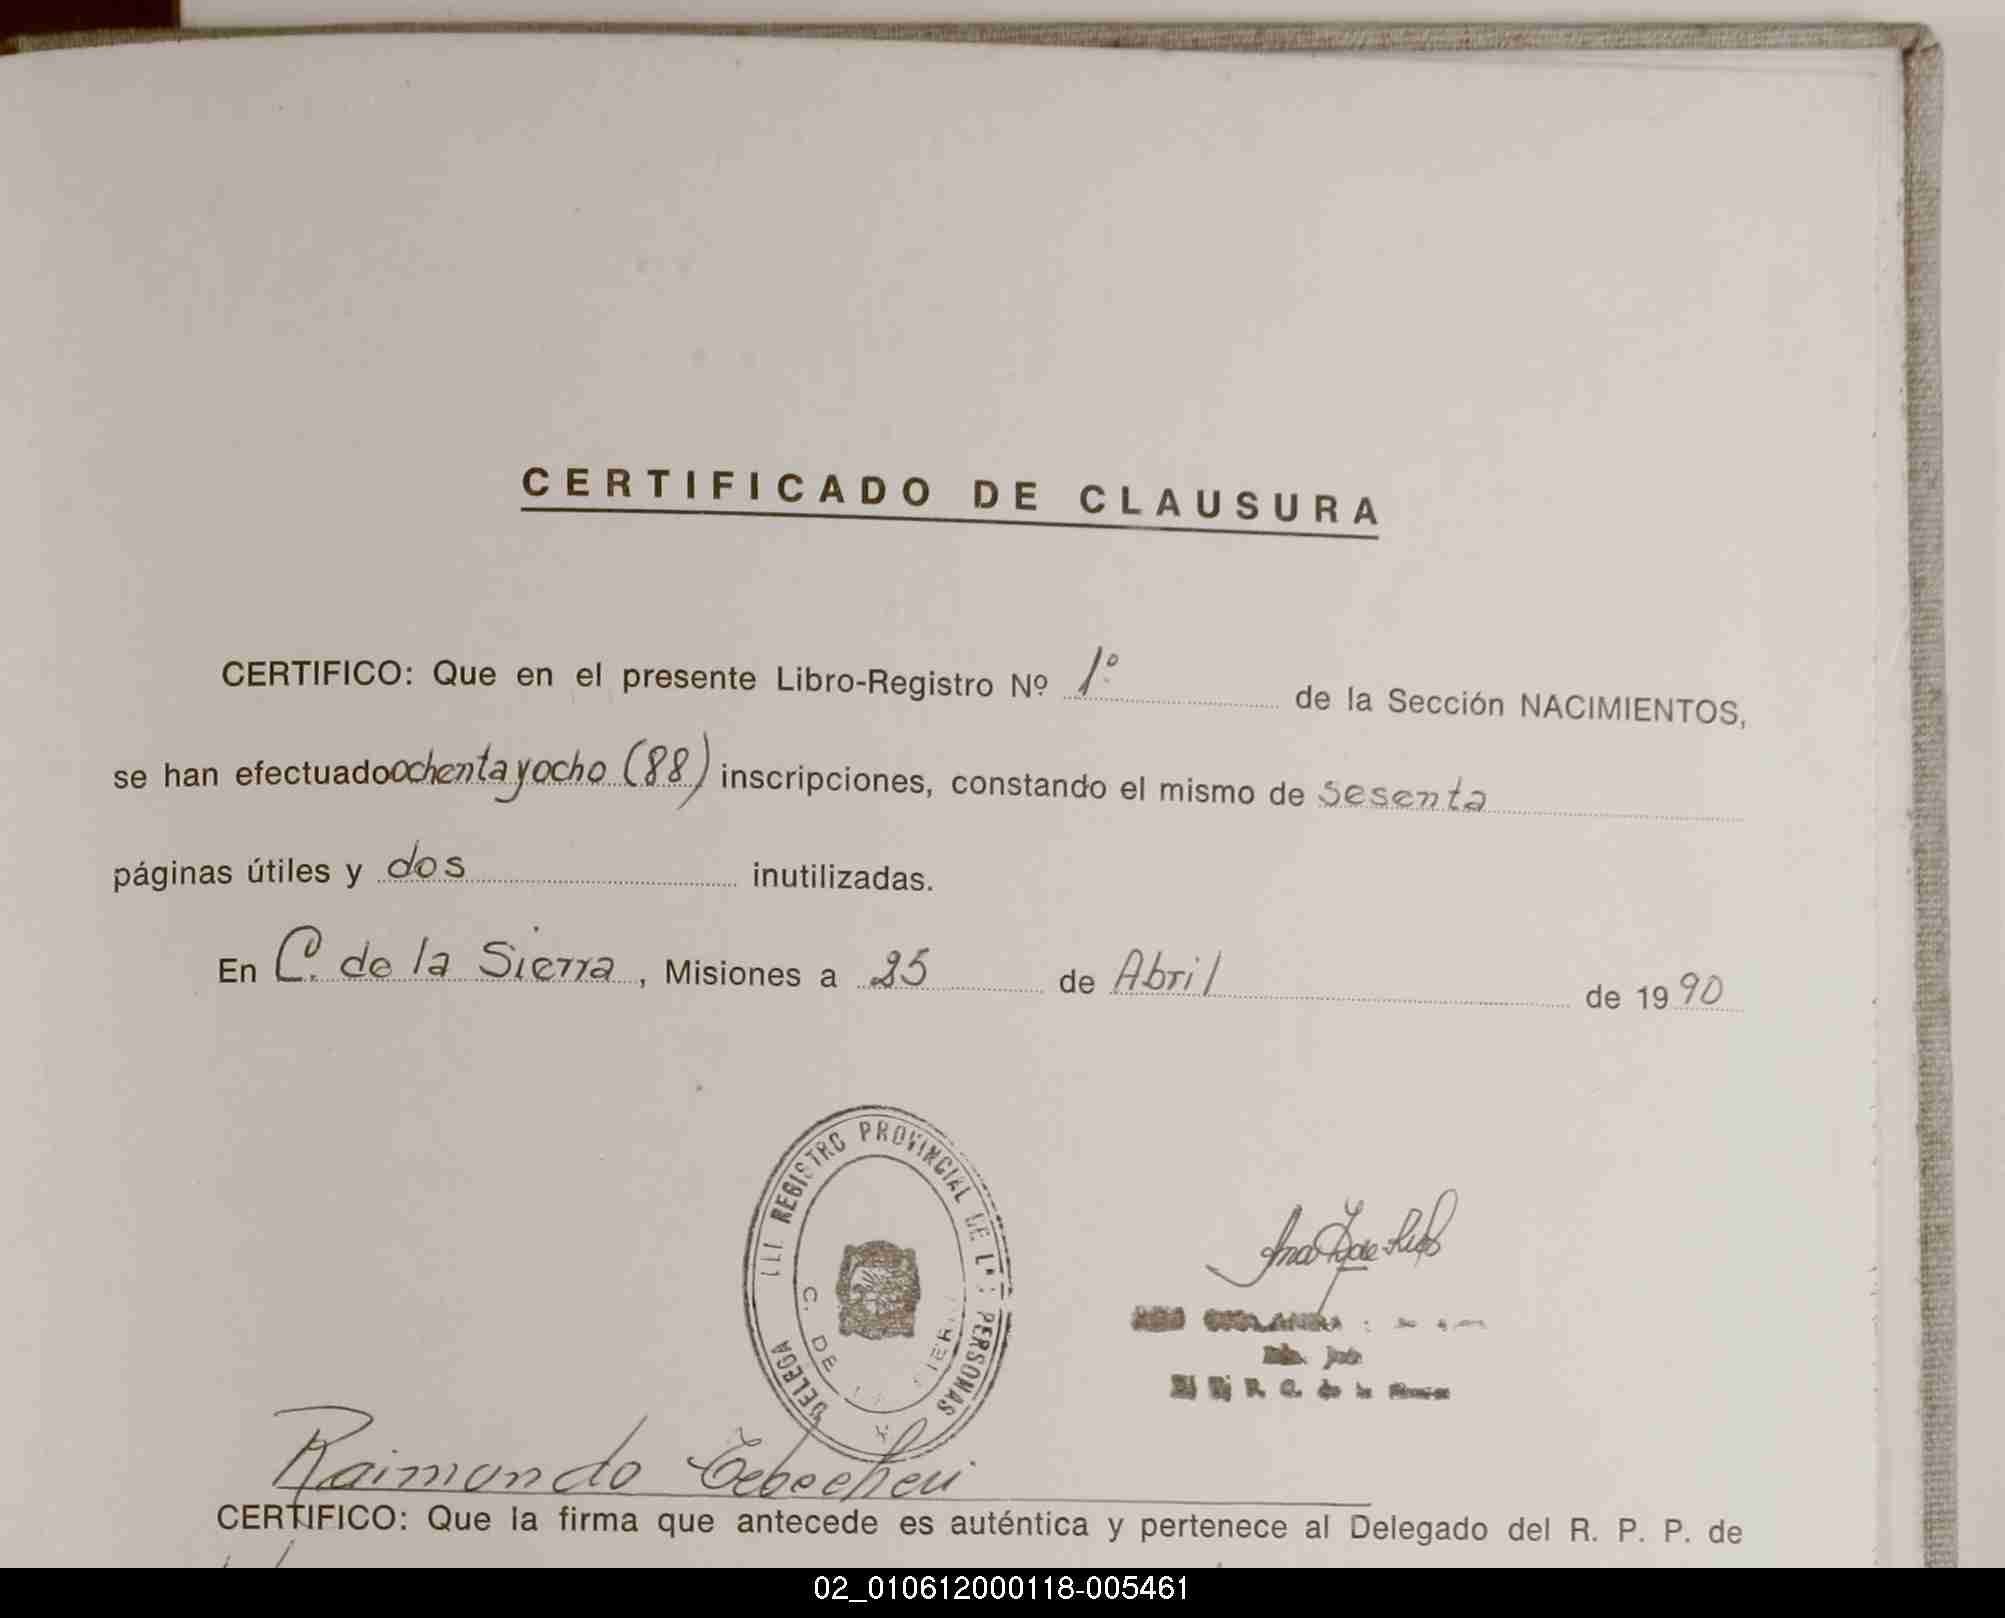 CERTIFICADO DE CLAUSURA
CERTIFICO: Que en el presente Libro-Registro Nº 1º de la Sección NACIMIENTOS,
se han efectuado ochenta y ocho (88) inscripciones, constando el mismo de sesenta
páginas útiles y dos inutilizadas.
En C. de la Sierra, Misiones a 25 de Abril de 1990
REGISTRO PROVINCIAL DE PERSONAS
DELEGA
C. DE
R. C. de la
Raimundo
CERTIFICO: Que la firma que antecede es auténtica y pertenece al Delegado del R. P. P. de
02_010612000118-005461